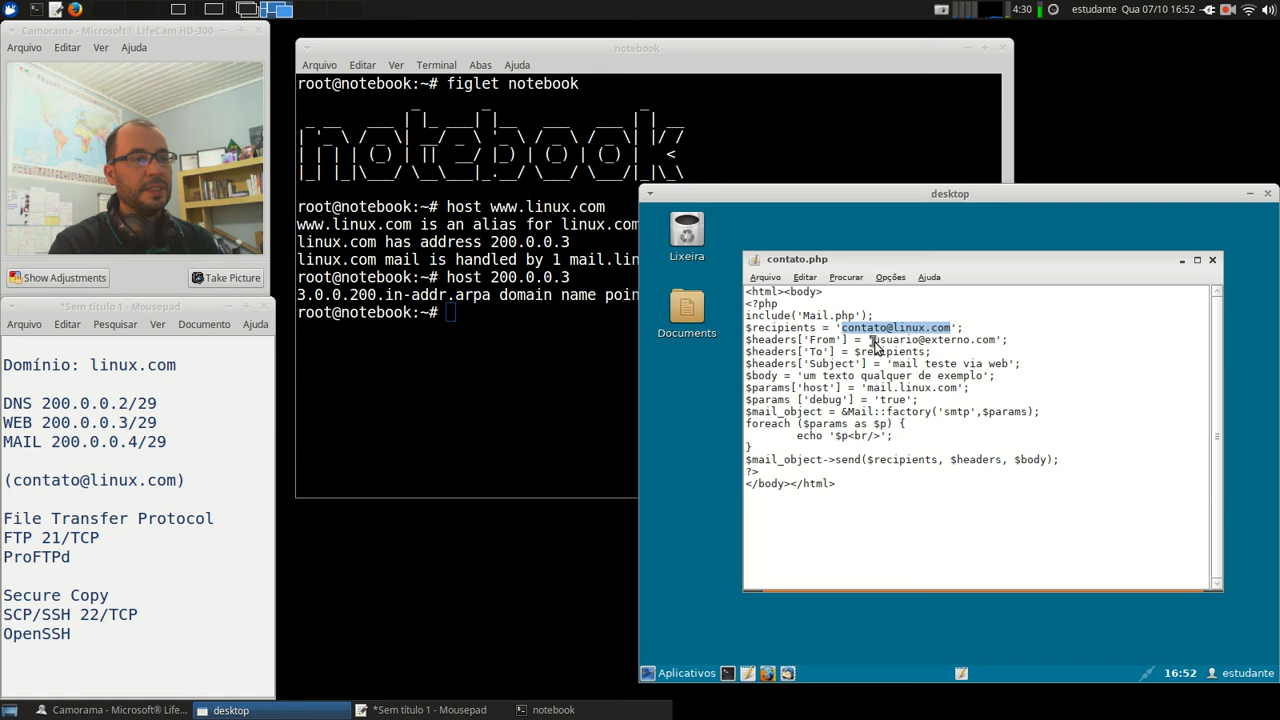 4:30 estudante Qua 07/10 16:52
Camorama - Microsoft® LifeCam HD-300
Arquivo Editar Ver Ajuda
Show Adjustments Take Picture
*Sem título 1 - Mousepad
Arquivo Editar Pesquisar Ver Documento Ajuda
Domínio: linux.com
DNS 200.0.0.2/29
WEB 200.0.0.3/29
MAIL 200.0.0.4/29
(contato@linux.com)
File Transfer Protocol
FTP 21/TCP
ProFTPd
Secure Copy
SCP/SSH 22/TCP
OpenSSH
notebook
Arquivo Editar Ver Terminal Abas Ajuda
root@notebook:~# figlet notebook
notebook
root@notebook:~# host www.linux.com
www.linux.com is an alias for linux.com
linux.com has address 200.0.0.3
linux.com mail is handled by 1 mail.lin
root@notebook:~# host 200.0.0.3
3.0.0.200.in-addr.arpa domain name poin
root@notebook:~#
desktop
Lixeira
Documents
contato.php
Arquivo Editar Procurar Opções Ajuda
<html><body>
<?php
include('Mail.php');
$recipients = 'contato@linux.com';
$headers['From'] = 'usuario@externo.com';
$headers['To'] = $recipients;
$headers['Subject'] = 'mail teste via web';
$body = 'um texto qualquer de exemplo';
$params['host'] = 'mail.linux.com';
$params ['debug'] = 'true';
$mail_object = &Mail::factory('smtp',$params);
foreach ($params as $p) {
echo '$p<br/>';
}
$mail_object->send($recipients, $headers, $body);
?>
</body></html>
Aplicativos 16:52 estudante
Camorama - Microsoft® LifeC... desktop *Sem título 1 - Mousepad notebook